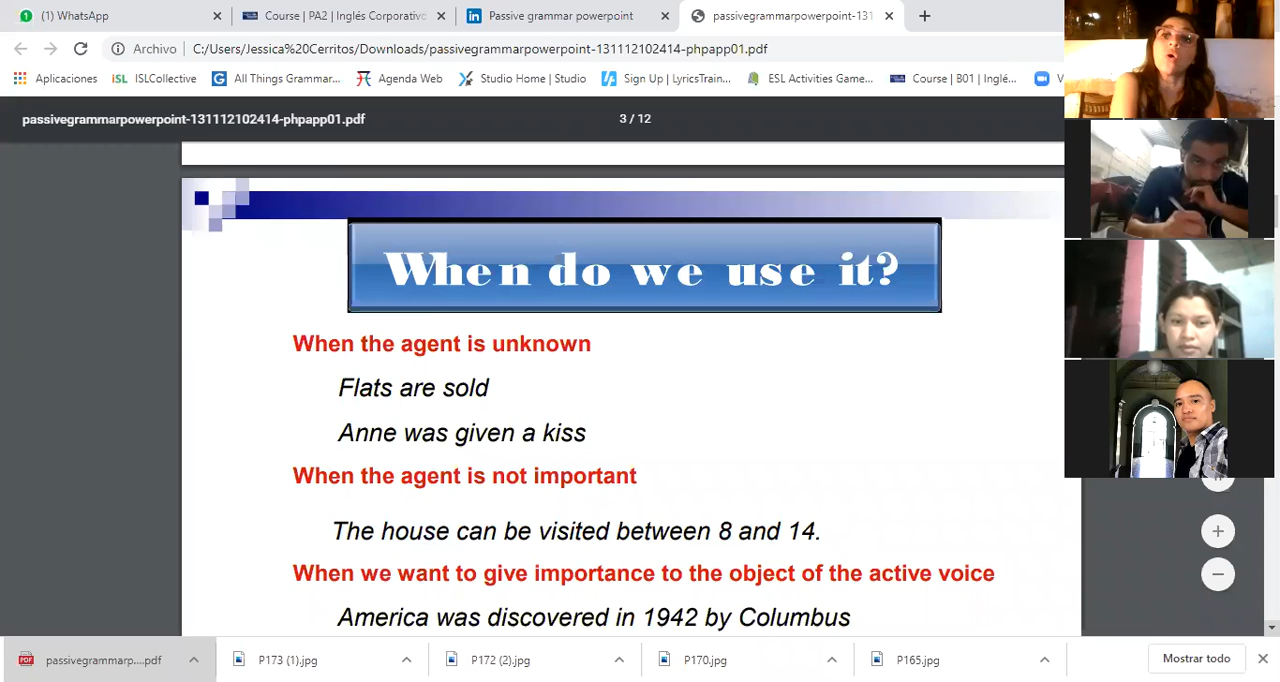 (1) WhatsApp
Course | PA2 | Inglés Corporativo
Passive grammar powerpoint
passivegrammarpowerpoint-131
Archivo
C:/Users/Jessica%20Cerritos/Downloads/passivegrammarpowerpoint-131112102414-phpapp01.pdf
Aplicaciones
iSL ISLCollective
All Things Grammar...
Agenda Web
Studio Home | Studio
Sign Up | LyricsTrain...
ESL Activities Game...
Course | B01 | Inglé...
passivegrammarpowerpoint-131112102414-phpapp01.pdf
3 / 12
When do we use it?
When the agent is unknown
Flats are sold
Anne was given a kiss
When the agent is not important
The house can be visited between 8 and 14.
When we want to give importance to the object of the active voice
America was discovered in 1942 by Columbus
passivegrammarp....pdf
P173 (1).jpg
P172 (2).jpg
P170.jpg
P165.jpg
Mostrar todo